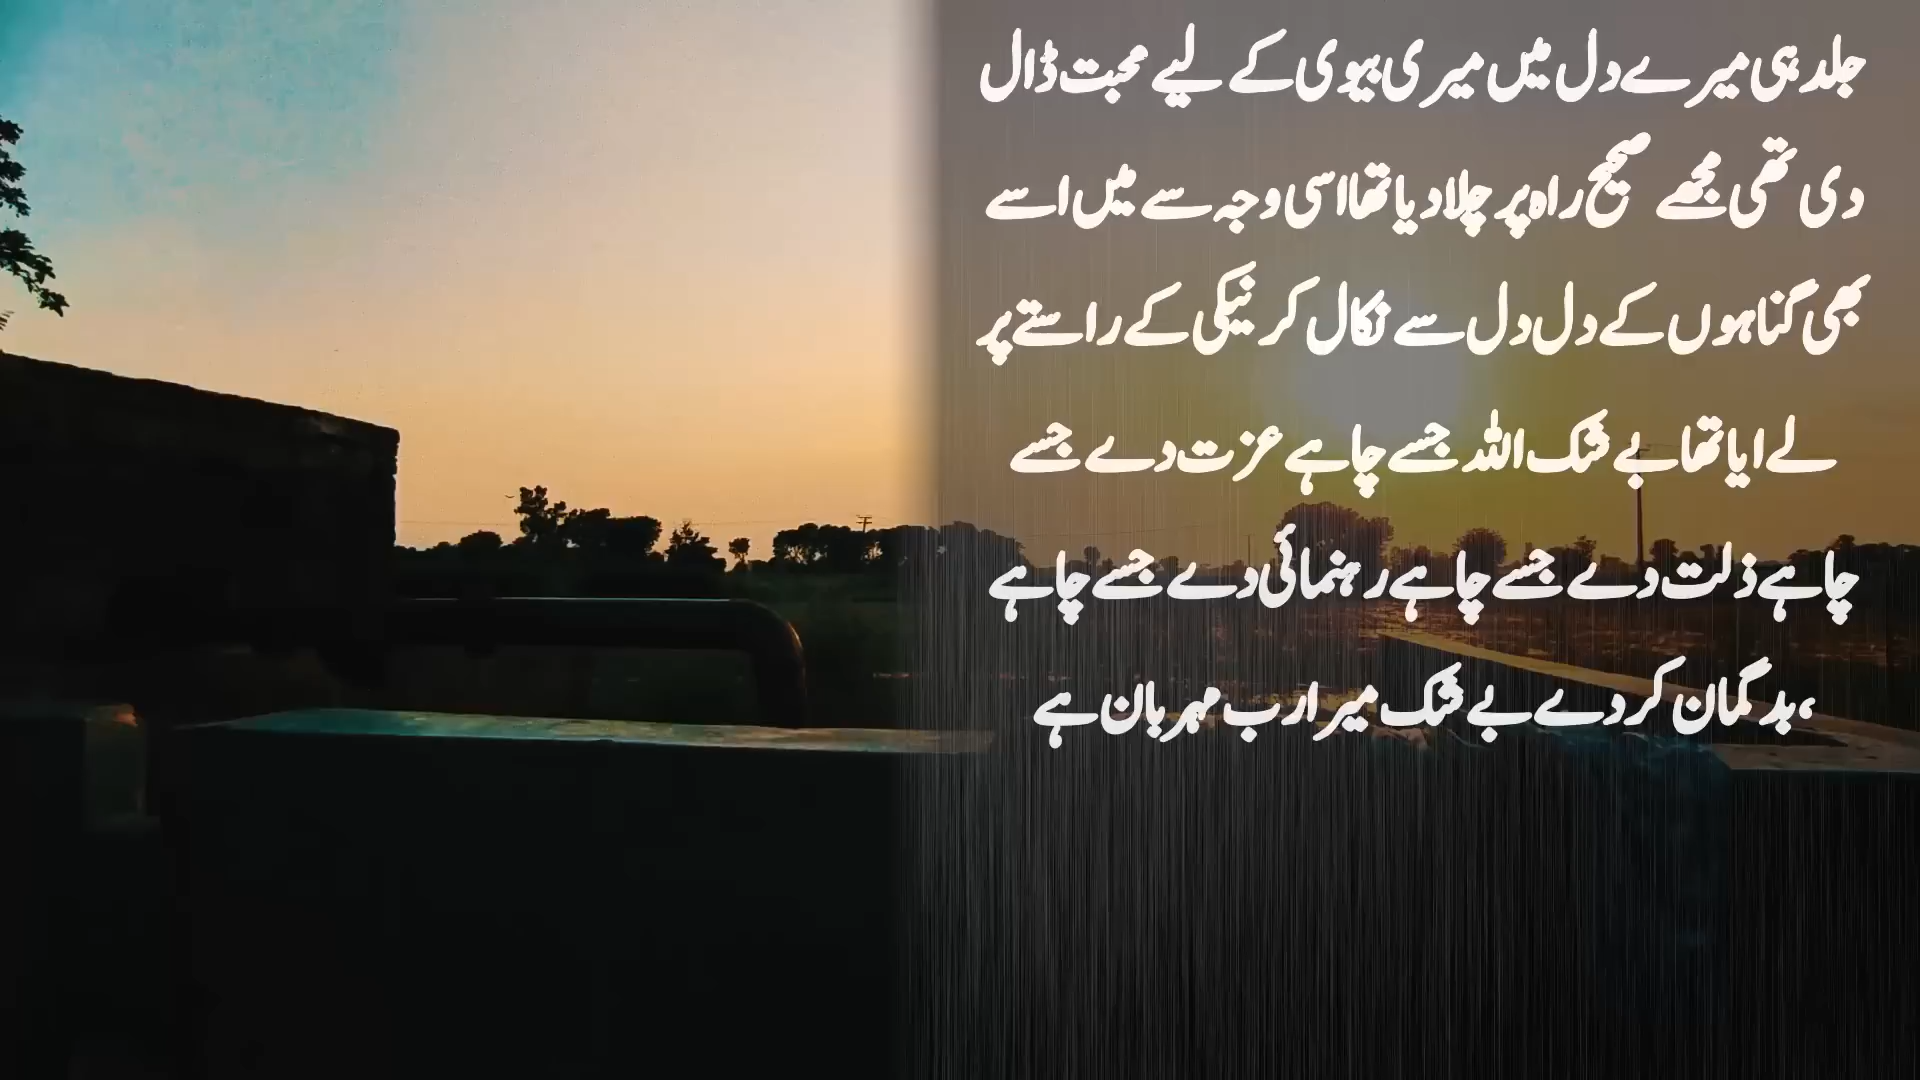 جلد ہی میرے دل میں میری بیوی کے لیے محبت ڈال
دی تھی مجھے صحیح راہ پر چلا دیا تھا اسی وجہ سے میں اسے
بھی گناہوں کے دل دل سے نکال کر نیکی کے راستے پر
لے ایا تھا بے شک اللہ جسے چاہے عزت دے جسے
چاہے ذلت دے جسے چاہے رہنمائی دے جسے چاہے
،بدگمان کر دے بے شک میرا رب مہربان ہے